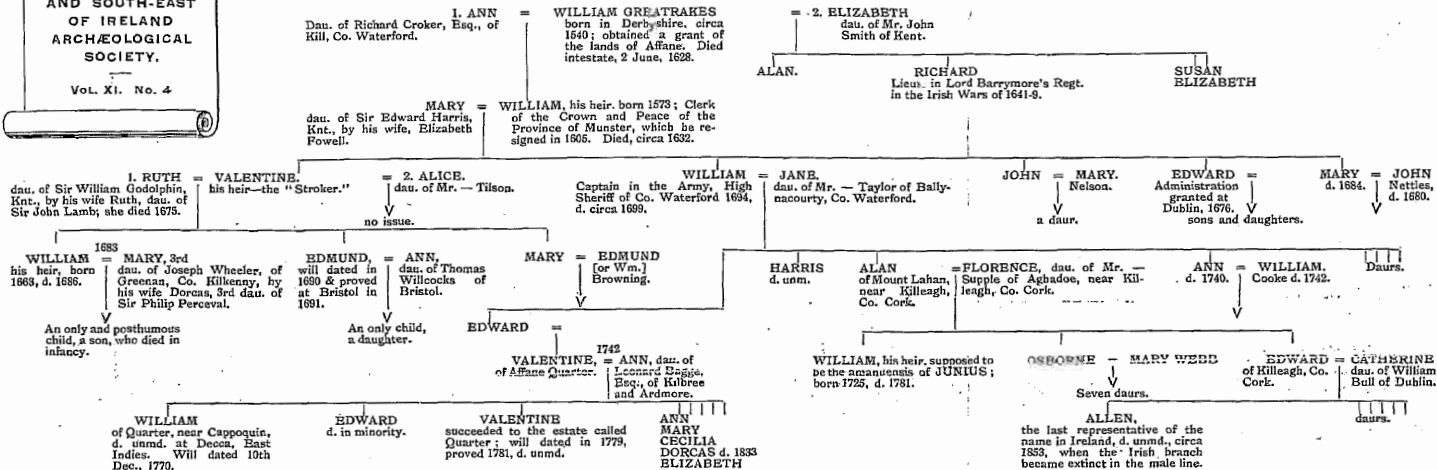 AND SOUTH-EAST
OF IRELAND
ARCHÆOLOGICAL
SOCIETY.
VOL. XI. No. 4
1. ANN = WILLIAM GREATRAKES = 2. ELIZABETH
Dau. of Richard Croker, Esq., of
Kill, Co. Waterford.
born in Derbyshire, circa
1540; obtained a grant of
the lands of Affane. Died
intestate, 2 June, 1628.
dau. of Mr. John
Smith of Kent.
ALAN.
RICHARD
Lieut. in Lord Barrymore's Regt.
in the Irish Wars of 1641-9.
SUSAN
ELIZABETH
MARY = WILLIAM, his heir. born 1573; Clerk
dau. of Sir Edward Harris,
Knt., by his wife, Elizabeth
Fowell.
of the Crown and Peace of the
Province of Munster, which he re-
signed in 1605. Died, circa 1632.
1. RUTH = VALENTINE. = 2. ALICE.
dau. of Sir William Godolphin,
Knt., by his wife Ruth, dau. of
Sir John Lamb; she died 1675.
his heir—the "Stroker."
dau. of Mr. — Tilson.
no issue.
WILLIAM = JANE.
Captain in the Army, High
Sheriff of Co. Waterford 1694,
d. circa 1699.
dau. of Mr. — Taylor of Bally-
nacourty, Co. Waterford.
JOHN = MARY.
Nelson.
a daur.
EDWARD =
Administration
granted at
Dublin, 1676.
sons and daughters.
MARY = JOHN
d. 1684.
Nettles,
d. 1680.
1683
WILLIAM = MARY, 3rd
his heir, born
1663, d. 1686.
dau. of Joseph Wheeler, of
Greenan, Co. Kilkenny, by
his wife Dorcas, 3rd dau. of
Sir Philip Perceval.
An only and posthumous
child, a son, who died in
infancy.
EDMUND, = ANN,
will dated in
1690 & proved
at Bristol in
1691.
dau. of Thomas
Willcocks of
Bristol.
An only child,
a daughter.
MARY = EDMUND
[or Wm.]
Browning.
HARRIS
d. unm.
ALAN =FLORENCE, dau. of Mr. —
of Mount Lahan,
near Killeagh,
Co. Cork.
Supple of Aghadoe, near Kil-
leagh, Co. Cork.
ANN = WILLIAM.
d. 1740.
Cooke d. 1742.
Daurs.
EDWARD =
1742
VALENTINE, = ANN, dau. of
of Affane Quarter.
Leonard Bagge,
Esq., of Kilbree
and Ardmore.
WILLIAM, his heir, supposed to
be the amanuensis of JUNIUS;
born 1725, d. 1781.
OSBORNE — MARY WEBB
Seven daurs.
EDWARD = CATHERINE
of Killeagh, Co.
Cork.
dau. of William
Bull of Dublin.
WILLIAM
of Quarter, near Cappoquin,
d. unmd. at Decca, East
Indies. Will dated 10th
Dec., 1770.
EDWARD
d. in minority.
VALENTINE
succeeded to the estate called
Quarter; will dated in 1779,
proved 1781, d. unmd.
ANN
MARY
CECILIA
DORCAS d. 1833
ELIZABETH
ALLEN,
the last representative of the
name in Ireland, d. unmd., circa
1853, when the Irish branch
became extinct in the male line.
daurs.